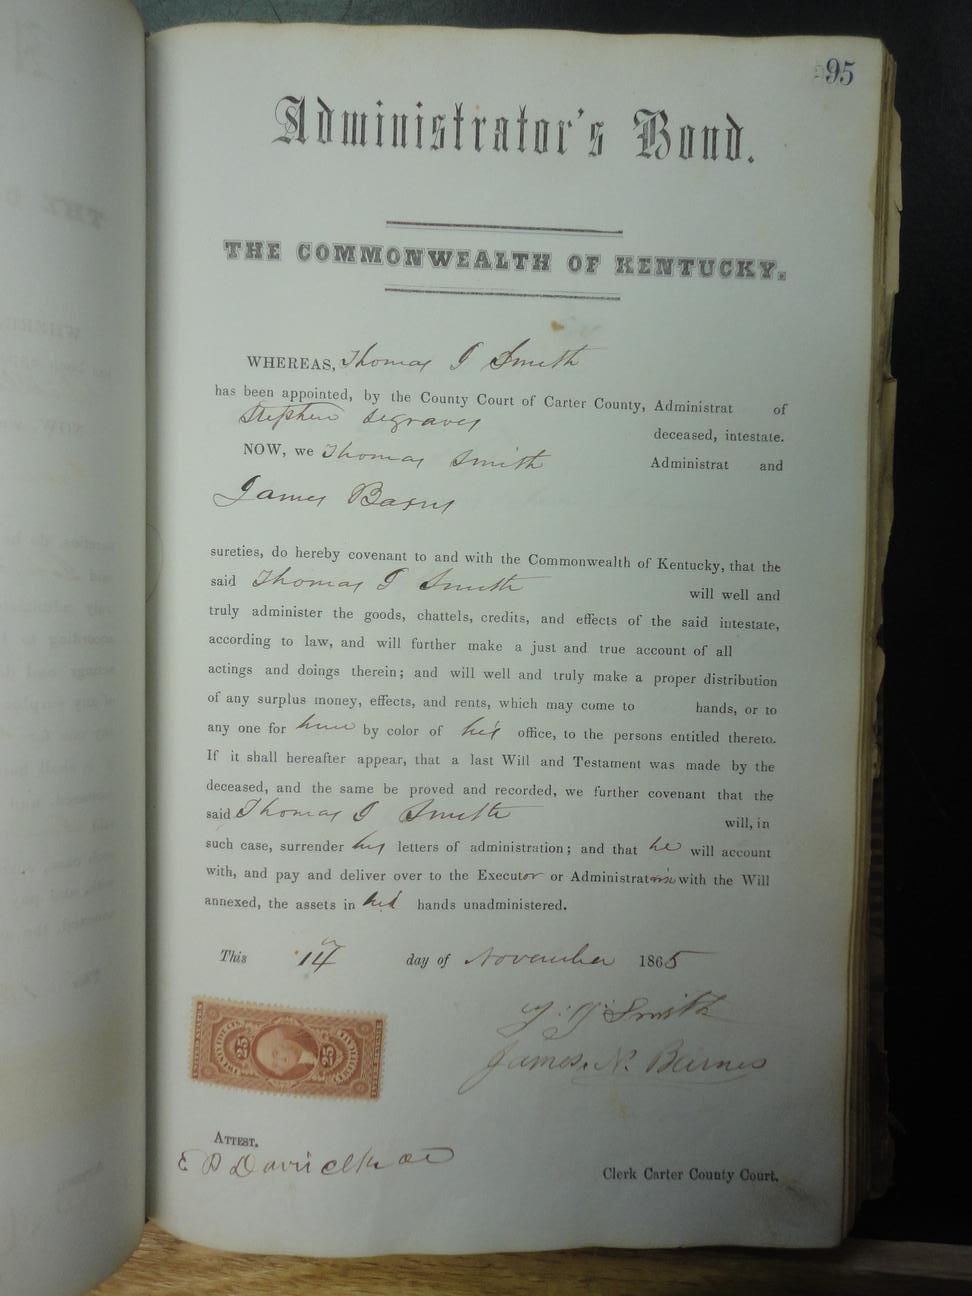 95
Administrator's Bond.
THE COMMONWEALTH OF KENTUCKY.
WHEREAS, Thomas J Smith
has been appointed, by the County Court of Carter County, Administrat of
Stephen Segraves
deceased, intestate.
NOW, we Thomas Smith Administrat and
James Barns
sureties, do hereby covenant to and with the Commonwealth of Kentucky, that the
said Thomas J Smith will well and
truly administer the goods, chattels, credits, and effects of the said intestate,
according to law, and will further make a just and true account of all
actings and doings therein; and will well and truly make a proper distribution
of any surplus money, effects, and rents, which may come to hands, or to
any one for him by color of his office, to the persons entitled thereto.
If it shall hereafter appear, that a last Will and Testament was made by the
deceased, and the same be proved and recorded, we further covenant that the
said Thomas J Smith will, in
such case, surrender his letters of administration; and that he will account
with, and pay and deliver over to the Executor or Administrator with the Will
annexed, the assets in his hands unadministered.
This 14 day of November 1865
T. J. Smith
James N. Barnes
25 25
ATTEST,
E D Davis clk
Clerk Carter County Court.